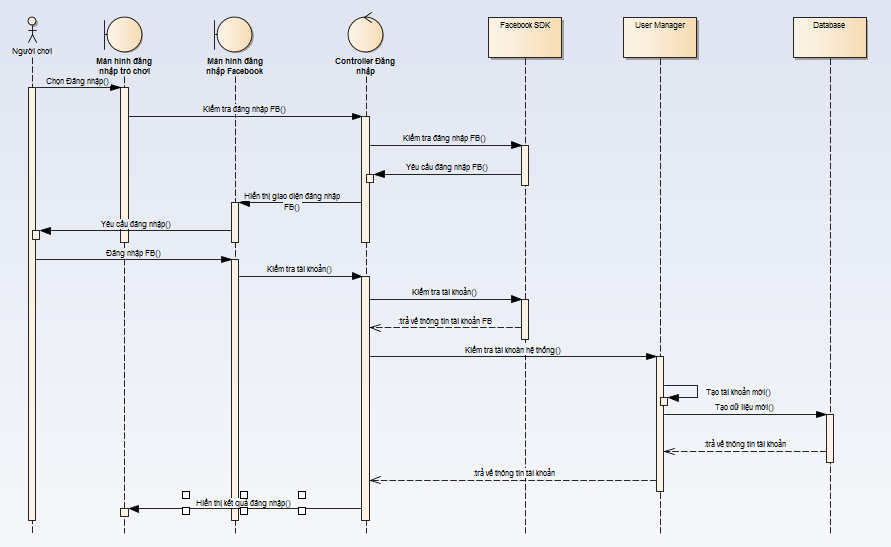 Người chơi
Màn hình đăng
nhập trò chơi
Màn hình đăng
nhập Facebook
Controller Đăng
nhập
Facebook SDK
User Manager
Database
Chọn Đăng nhập()
Kiểm tra đăng nhập FB()
Kiểm tra đăng nhập FB()
Yêu cầu đăng nhập FB()
Hiển thị giao diện đăng nhập
FB()
Yêu cầu đăng nhập()
Đăng nhập FB()
Kiểm tra tài khoản()
Kiểm tra tài khoản()
:trả về thông tin tài khoản FB
Kiểm tra tài khoản hệ thống()
Tạo tài khoản mới()
Tạo dữ liệu mới()
:trả về thông tin tài khoản
:trả về thông tin tài khoản
Hiển thị kết quả đăng nhập()